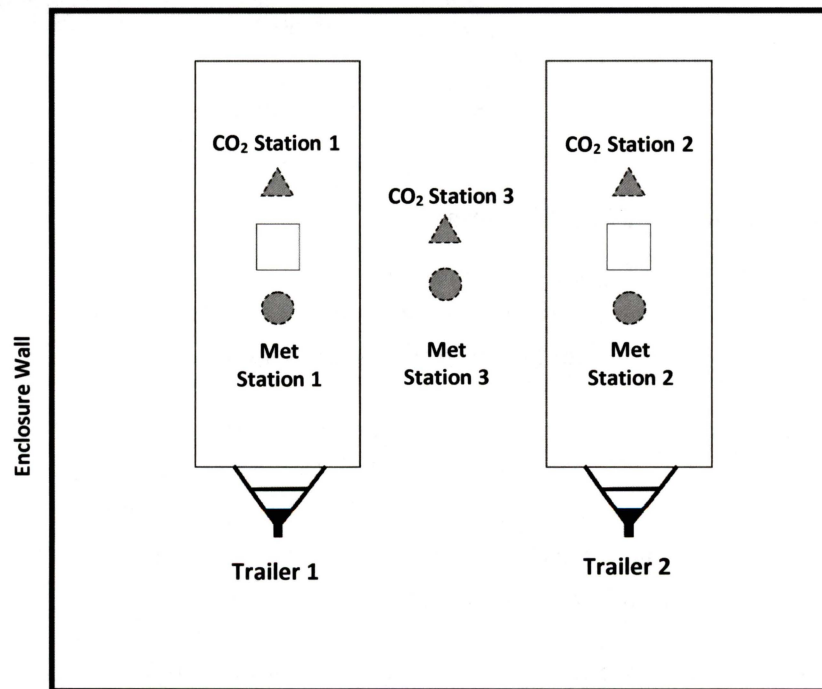 CO₂ Station 1
CO₂ Station 2
CO₂ Station 3
Met
Station 1
Met
Station 3
Met
Station 2
Enclosure Wall
Trailer 1
Trailer 2